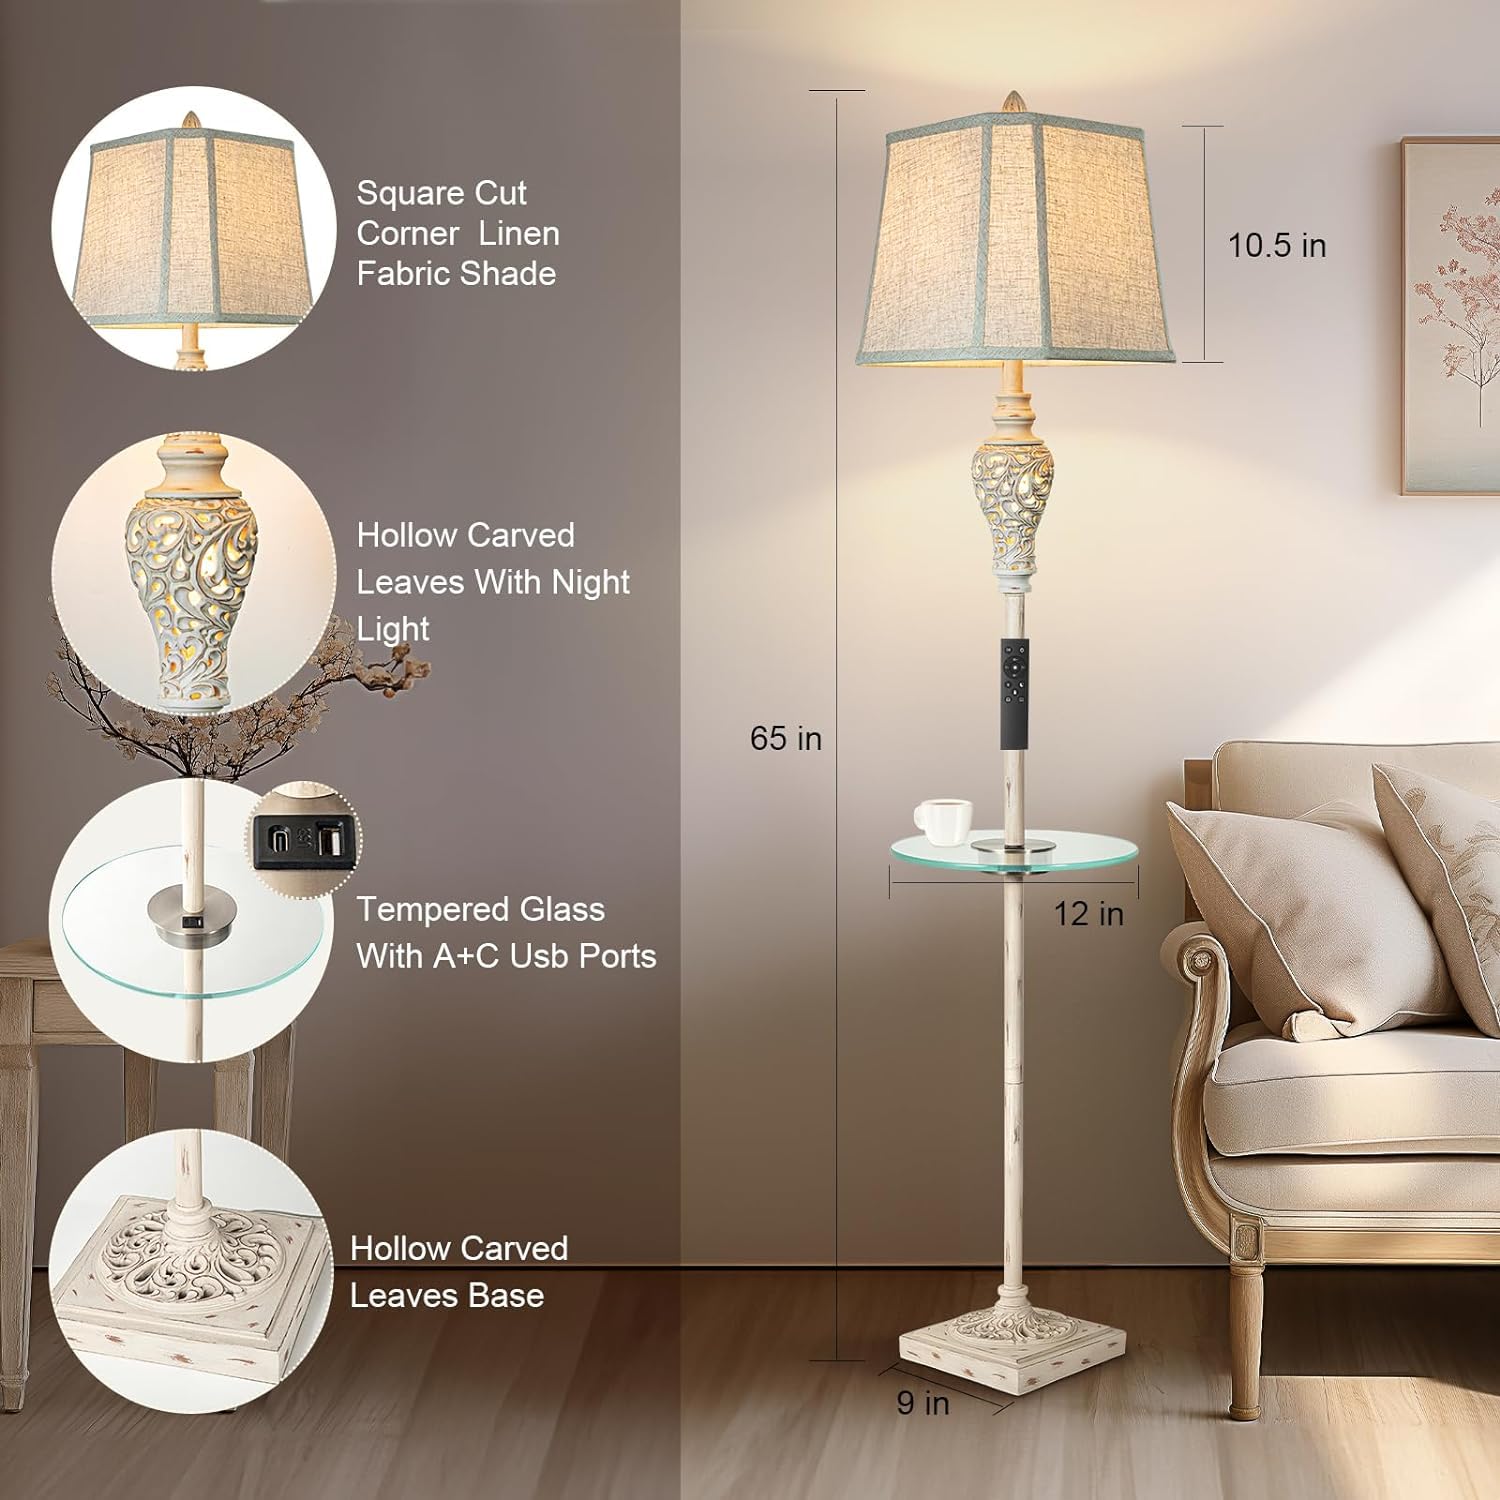 Square Cut
Corner Linen
Fabric Shade
10.5 in
Hollow Carved
Leaves With Night
Light
65 in
Tempered Glass
With A+C Usb Ports
12 in
Hollow Carved
Leaves Base
9 in